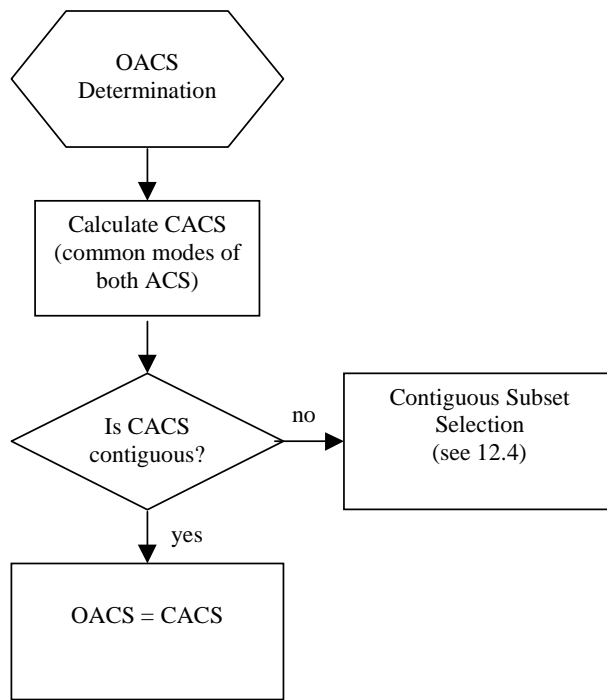 OACS
Determination
Calculate CACS
(common modes of
both ACS)
Is CACS
contiguous?
no
Contiguous Subset
Selection
(see 12.4)
yes
OACS = CACS